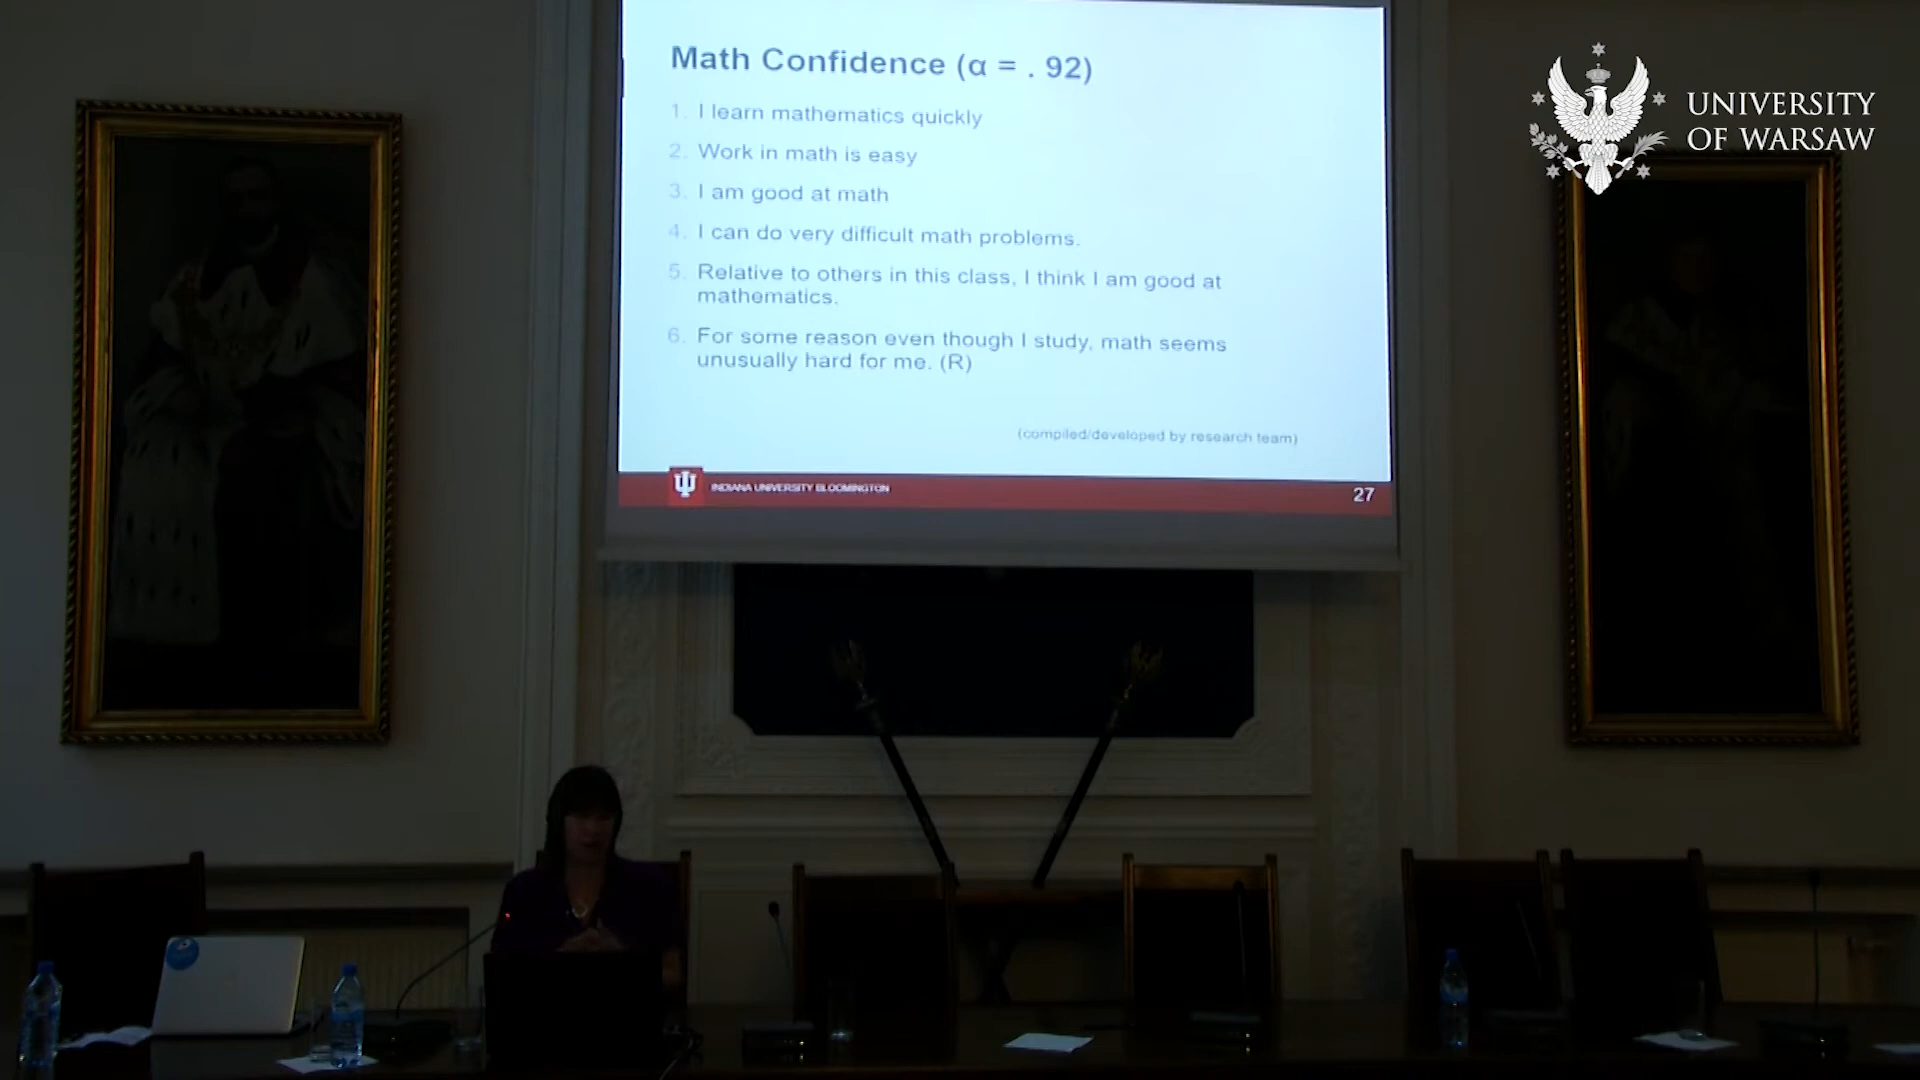 Math Confidence (α = . 92)
1. I learn mathematics quickly
2. Work in math is easy
3. I am good at math
4. I can do very difficult math problems.
5. Relative to others in this class, I think I am good at
mathematics.
6. For some reason even though I study, math seems
unusually hard for me. (R)
(compiled/developed by research team)
INDIANA UNIVERSITY BLOOMINGTON
27
UNIVERSITY
OF WARSAW